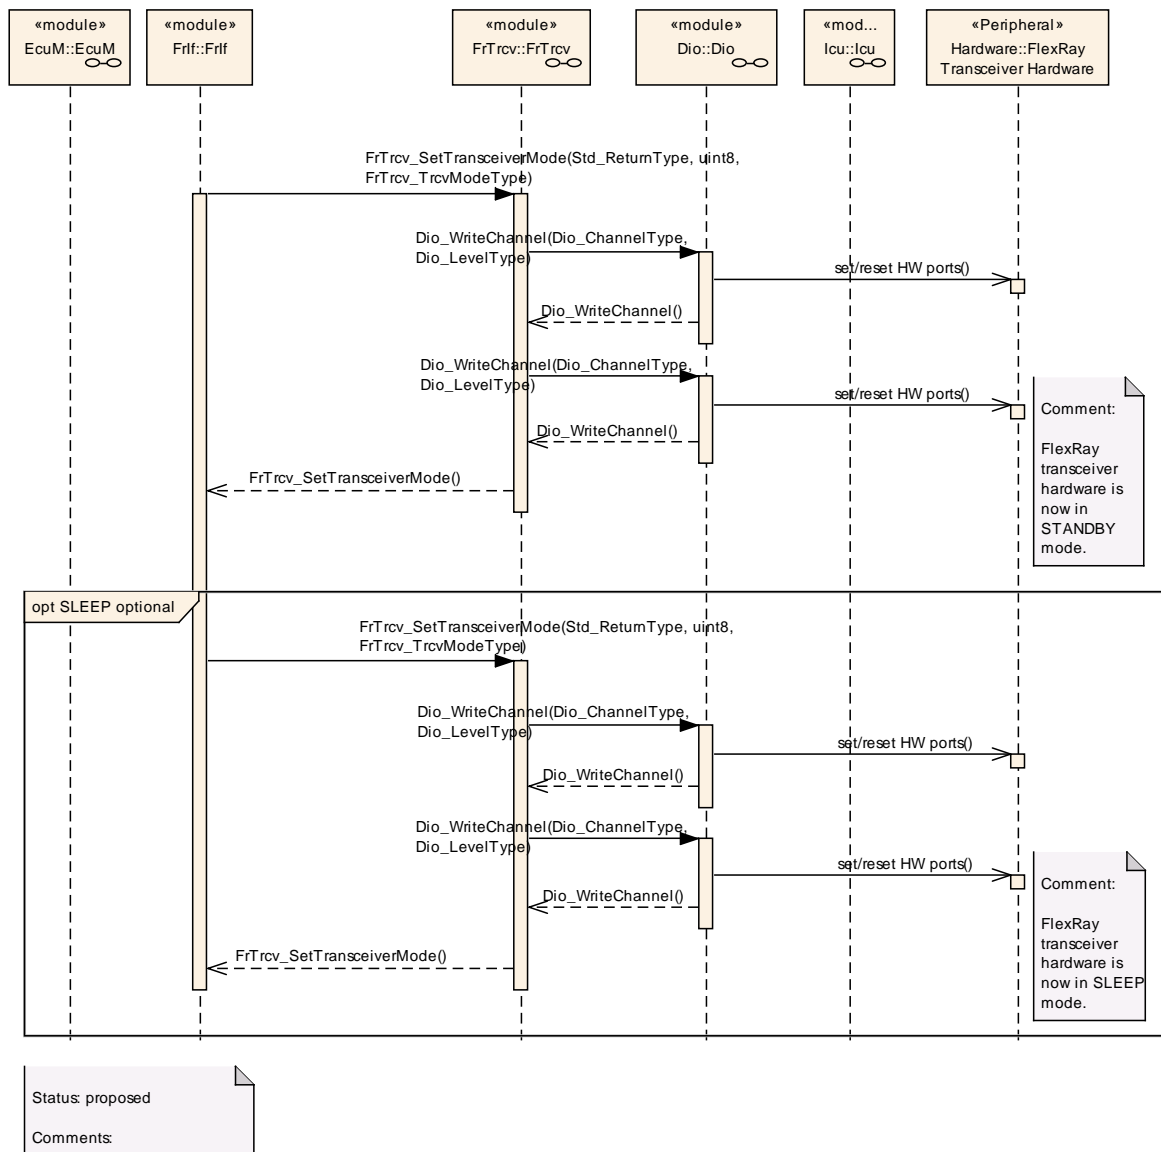 «module»
EcuM::EcuM
«module»
FrIf::FrIf
«module»
FrTrcv::FrTrcv
«module»
Dio::Dio
«mod...
Icu::Icu
«Peripheral»
Hardware::FlexRay
Transceiver Hardware
FrTrcv_SetTransceiverMode(Std_ReturnType, uint8,
FrTrcv_TrcvModeType)
Dio_WriteChannel(Dio_ChannelType,
Dio_LevelType)
set/reset HW ports()
Dio_WriteChannel()
Dio_WriteChannel(Dio_ChannelType,
Dio_LevelType)
set/reset HW ports()
Dio_WriteChannel()
FrTrcv_SetTransceiverMode()
Comment:
FlexRay
transceiver
hardware is
now in
STANDBY
mode.
opt SLEEP optional
FrTrcv_SetTransceiverMode(Std_ReturnType, uint8,
FrTrcv_TrcvModeType)
Dio_WriteChannel(Dio_ChannelType,
Dio_LevelType)
set/reset HW ports()
Dio_WriteChannel()
Dio_WriteChannel(Dio_ChannelType,
Dio_LevelType)
set/reset HW ports()
Dio_WriteChannel()
FrTrcv_SetTransceiverMode()
Comment:
FlexRay
transceiver
hardware is
now in SLEEP
mode.
Status: proposed
Comments: